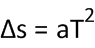 Δs = aT²